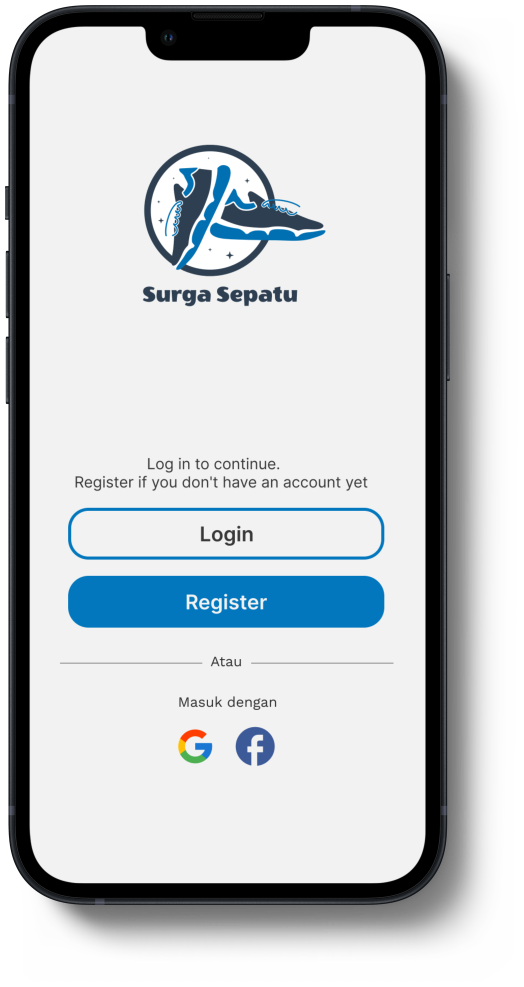 Surga Sepatu
Log in to continue.
Register if you don't have an account yet
Login
Register
Atau
Masuk dengan